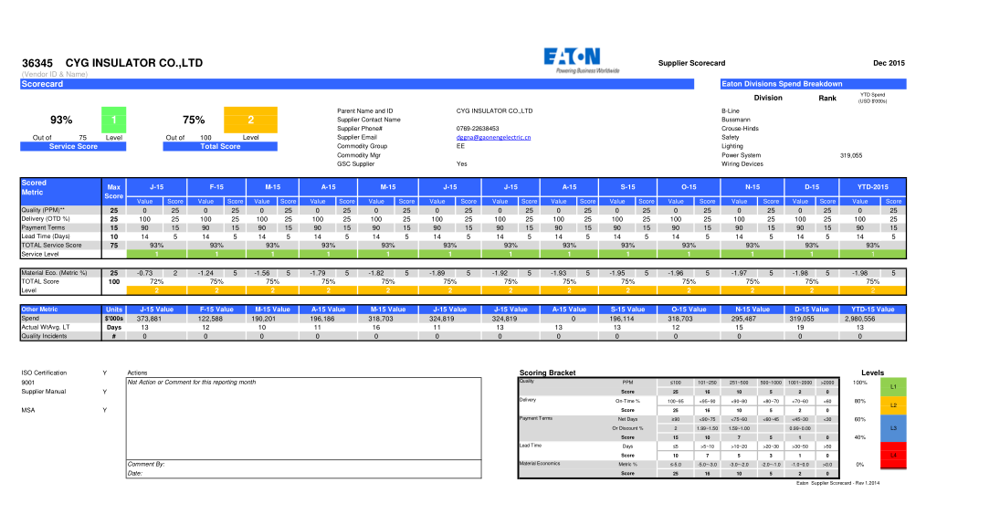 EATON
Powering Business Worldwide
36345 CYG INSULATOR CO.,LTD
Supplier Scorecard
Dec 2015
(Vendor ID & Name)
Scorecard
Eaton Divisions Spend Breakdown
Division Rank YTD Spend (USD $'000s)
93% 1 75% 2
Out of 75 Level Out of 100 Level
Service Score Total Score
Parent Name and ID CYG INSULATOR CO.,LTD
Supplier Contact Name
Supplier Phone# 0769-22638453
Supplier Email dggna@gaonengelectric.cn
Commodity Group EE
Commodity Mgr
GSC Supplier Yes
B-Line
Bussmann
Crouse-Hinds
Safety
Lighting
Power System 319,055
Wiring Devices
Scored Metric Max Score J-15 F-15 M-15 A-15 M-15 J-15 J-15 A-15 S-15 O-15 N-15 D-15 YTD-2015
Value Score Value Score Value Score Value Score Value Score Value Score Value Score Value Score Value Score Value Score Value Score Value Score Value Score
Quality (PPM)** 25 0 25 0 25 0 25 0 25 0 25 0 25 0 25 0 25 0 25 0 25 0 25 0 25 0 25
Delivery (OTD %) 25 100 25 100 25 100 25 100 25 100 25 100 25 100 25 100 25 100 25 100 25 100 25 100 25 100 25
Payment Terms 15 90 15 90 15 90 15 90 15 90 15 90 15 90 15 90 15 90 15 90 15 90 15 90 15 90 15
Lead Time (Days) 10 14 5 14 5 14 5 14 5 14 5 14 5 14 5 14 5 14 5 14 5 14 5 14 5 14 5
TOTAL Service Score 75 93% 93% 93% 93% 93% 93% 93% 93% 93% 93% 93% 93% 93%
Service Level 1 1 1 1 1 1 1 1 1 1 1 1 1
Material Eco. (Metric %) 25 -0.73 2 -1.24 5 -1.56 5 -1.79 5 -1.82 5 -1.89 5 -1.92 5 -1.93 5 -1.95 5 -1.96 5 -1.97 5 -1.98 5 -1.98 5
TOTAL Score 100 72% 75% 75% 75% 75% 75% 75% 75% 75% 75% 75% 75% 75%
Level 2 2 2 2 2 2 2 2 2 2 2 2 2
Other Metric Units J-15 Value F-15 Value M-15 Value A-15 Value M-15 Value J-15 Value J-15 Value A-15 Value S-15 Value O-15 Value N-15 Value D-15 Value YTD-15 Value
Spend $'000s 373,881 122,588 190,201 196,186 318,703 324,819 324,819 0 196,114 318,703 295,487 319,055 2,980,556
Actual WtAvg. LT Days 13 12 10 11 16 11 13 13 13 12 15 19 13
Quality Incidents # 0 0 0 0 0 0 0 0 0 0 0 0 0
ISO Certification Y
9001
Supplier Manual Y
MSA Y
Actions
Not Action or Comment for this reporting month
Comment By:
Date:
Scoring Bracket
Levels
Quality PPM ≤100 101~250 251~500 500~1000 1001~2000 >2000
Score 25 16 10 5 2 0
Delivery On-Time % 100~95 <95~90 <90~80 <80~70 <70~60 <60
Score 25 16 10 5 2 0
Payment Terms Net Days ≥90 <90~75 <75~60 <60~45 <45~30 <30
Or Discount % 2 1.99~1.50 1.59~1.00 0.99~0.00
Score 15 10 7 5 1 0
Lead Time Days ≤5 >5~10 >10~20 >20~30 >30~50 >50
Score 10 7 5 3 1 0
Material Economics Metric % ≤-5.0 -5.0~-3.0 -3.0~-2.0 -2.0~-1.0 -1.0~0.0 >0.0
Score 25 16 10 5 2 0
100%
L1
80%
L2
60%
L3
40%
L4
0%
Eaton Supplier Scorecard - Rev 1.2014